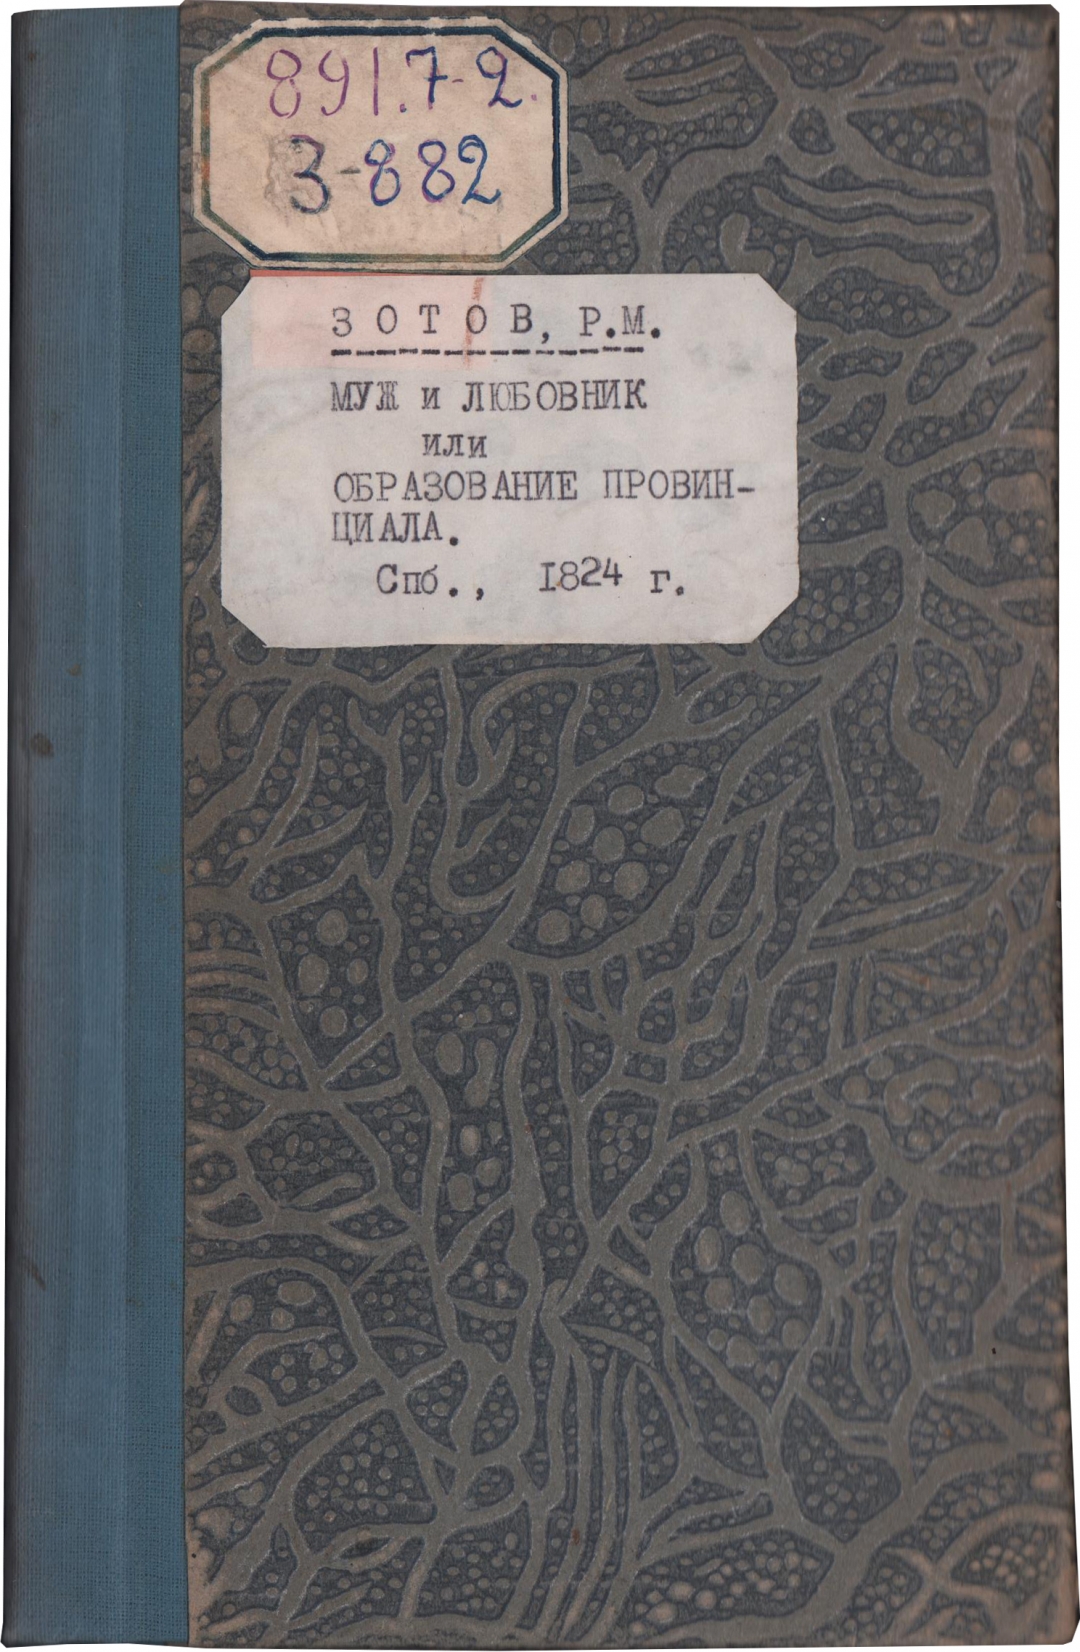 891.7-2.
З-882
ЗОТОВ, Р.М.
МУЖ и ЛЮБОВНИК
или
ОБРАЗОВАНИЕ ПРОВИН-
ЦИАЛА.
Спб., 1824 г.